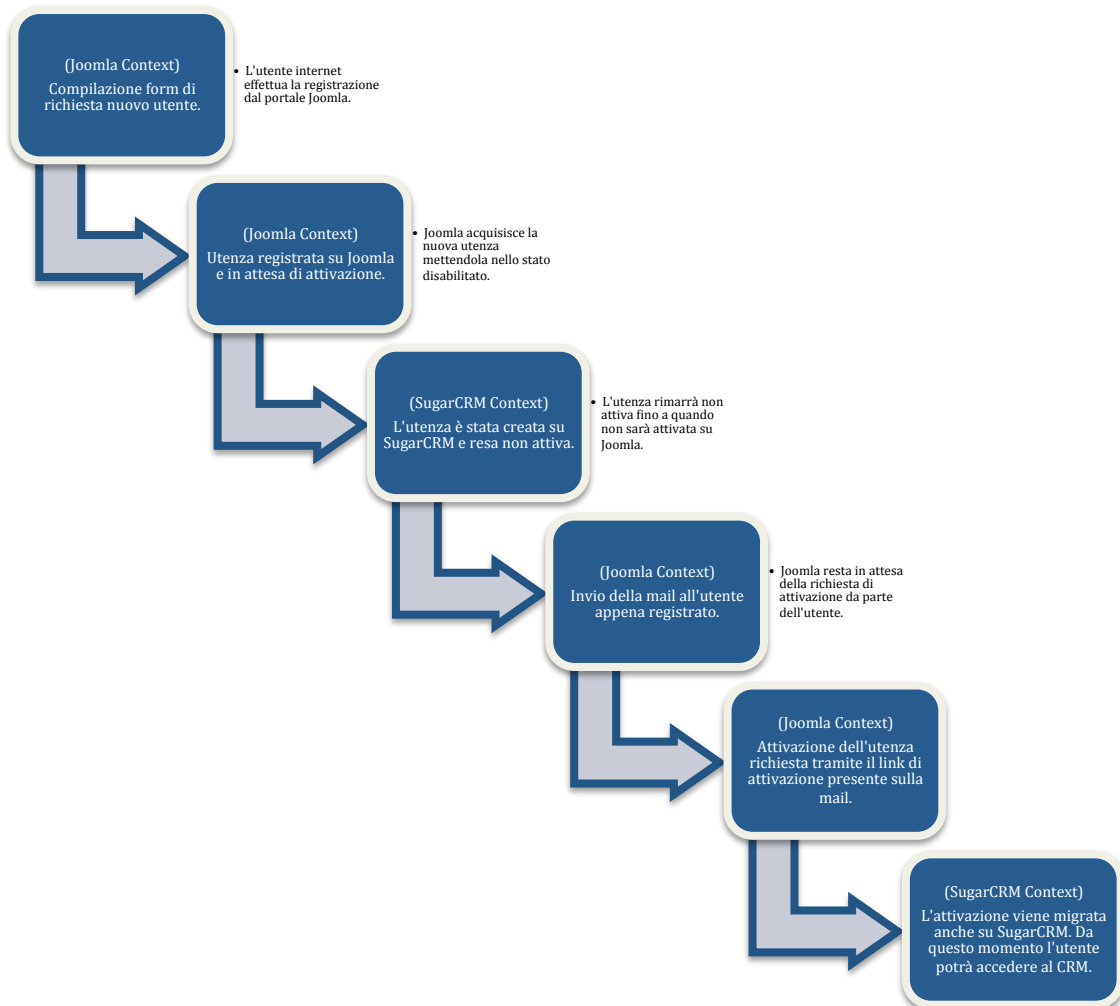 (Joomla Context)
Compilazione form di
richiesta nuovo utente.
• L'utente internet
effettua la registrazione
dal portale Joomla.
(Joomla Context)
Utenza registrata su Joomla
e in attesa di attivazione.
• Joomla acquisisce la
nuova utenza
mettendola nello stato
disabilitato.
(SugarCRM Context)
L'utenza è stata creata su
SugarCRM e resa non attiva.
• L'utenza rimarrà non
attiva fino a quando
non sarà attivata su
Joomla.
(Joomla Context)
Invio della mail all'utente
appena registrato.
• Joomla resta in attesa
della richiesta di
attivazione da parte
dell'utente.
(Joomla Context)
Attivazione dell'utenza
richiesta tramite il link di
attivazione presente sulla
mail.
(SugarCRM Context)
L'attivazione viene migrata
anche su SugarCRM. Da
questo momento l'utente
potrà accedere al CRM.